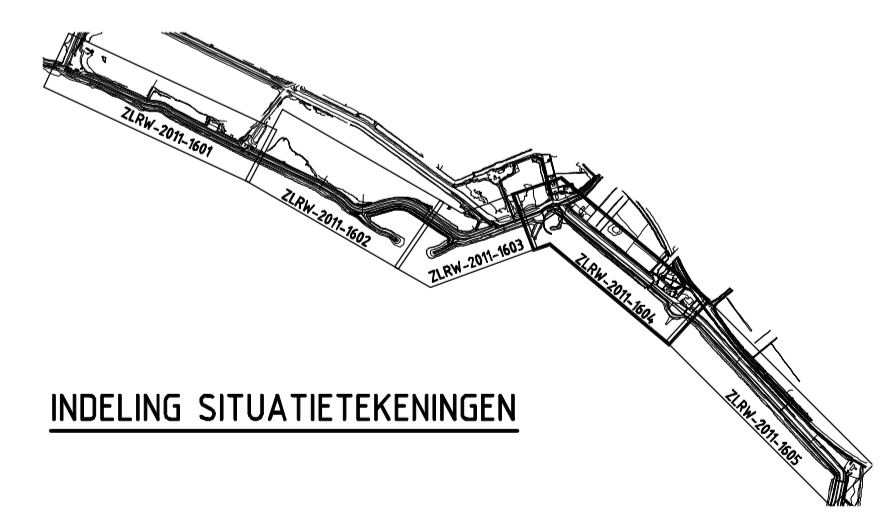 ZLRW-2011-1601
ZLRW-2011-1602
ZLRW-2011-1603
ZLRW-2011-1604
ZLRW-2011-1605
INDELING SITUATIETEKENINGEN